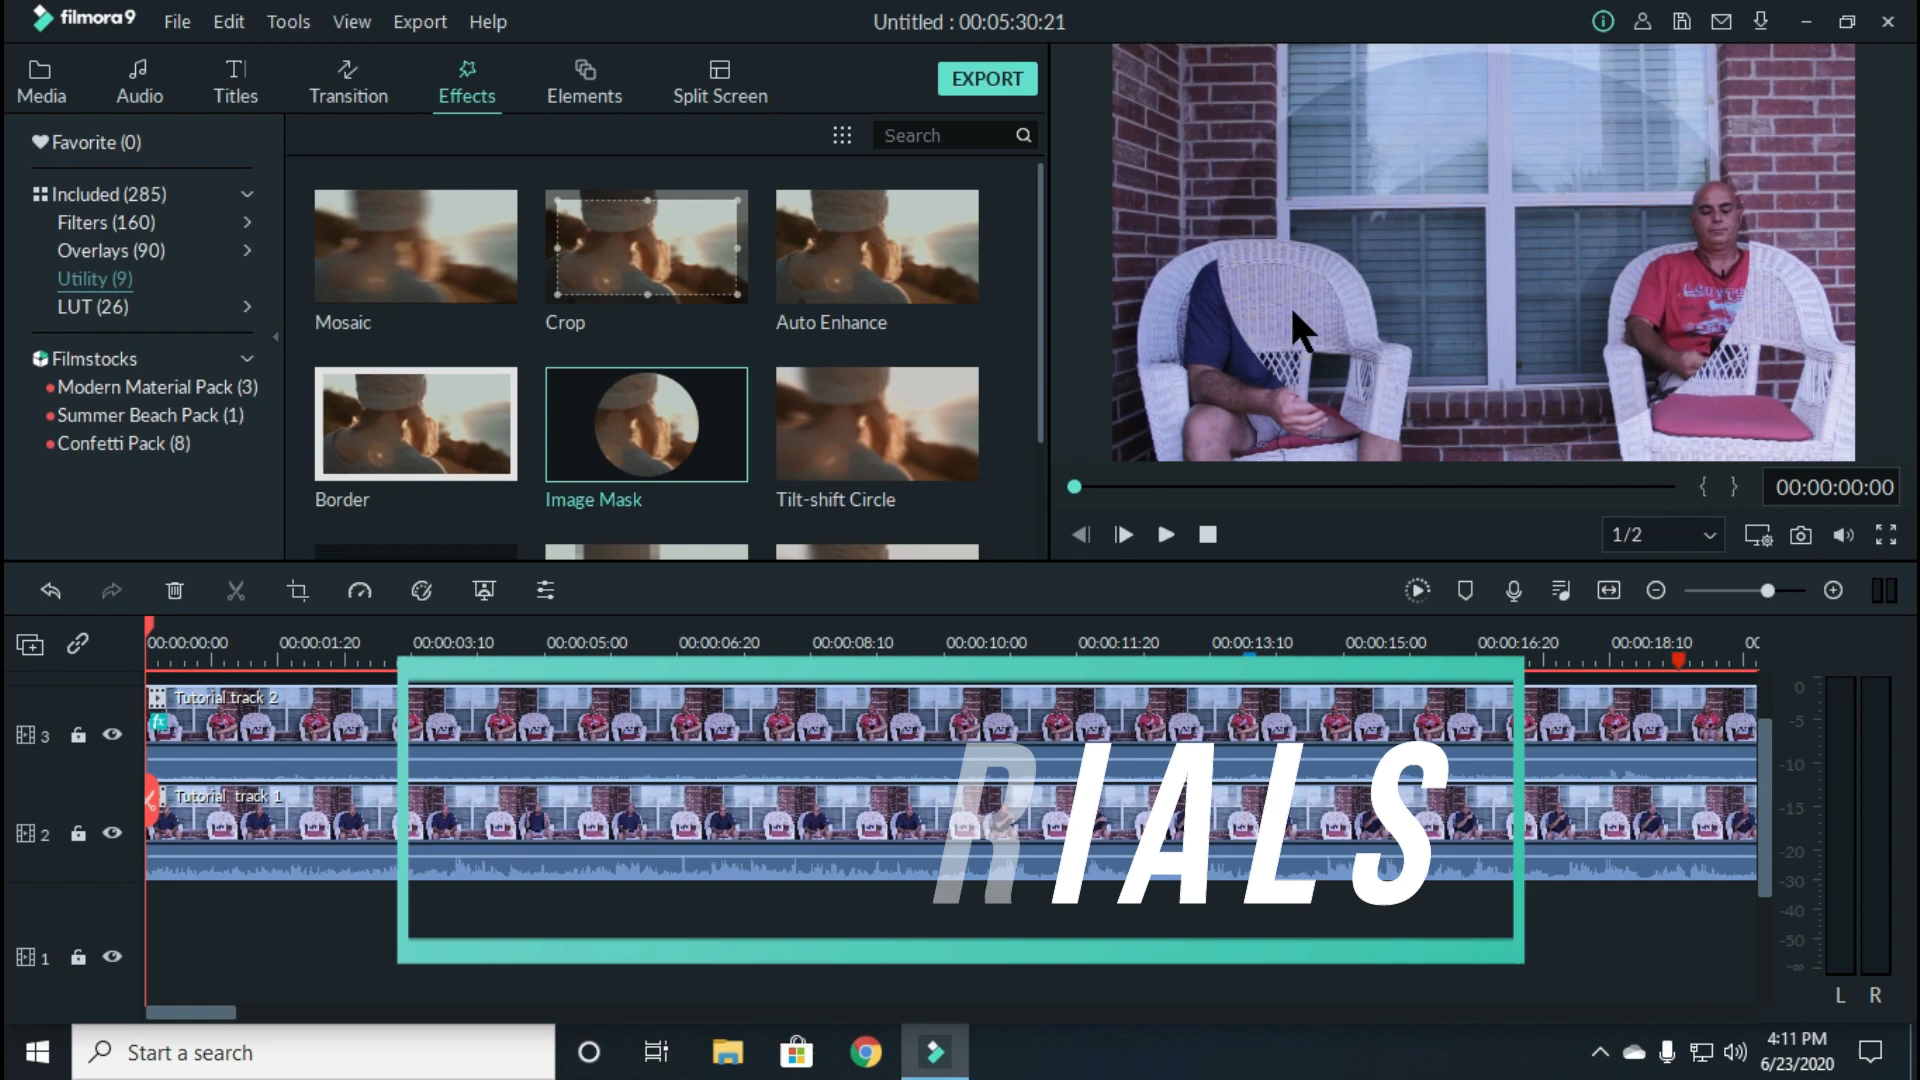 filmora9 File Edit Tools View Export Help Untitled : 00:05:30:21
Media Audio Titles Transition Effects Elements Split Screen EXPORT
Favorite (0)
Search
Included (285)
Filters (160)
Overlays (90)
Utility (9)
LUT (26)
Filmstocks
Modern Material Pack (3)
Summer Beach Pack (1)
Confetti Pack (8)
Mosaic Crop Auto Enhance
Border Image Mask Tilt-shift Circle
{ } 00:00:00:00
1/2
00:00:00:00 00:00:01:20 00:00:03:10 00:00:05:00 00:00:06:20 00:00:08:10 00:00:10:00 00:00:11:20 00:00:13:10 00:00:15:00 00:00:16:20 00:00:18:10
Tutorial track 2
fx
3
Tutorial track 1
2
1
RIALS
0
-5
-10
-15
-20
-30
-40
-50
-∞
L R
Start a search
4:11 PM
6/23/2020